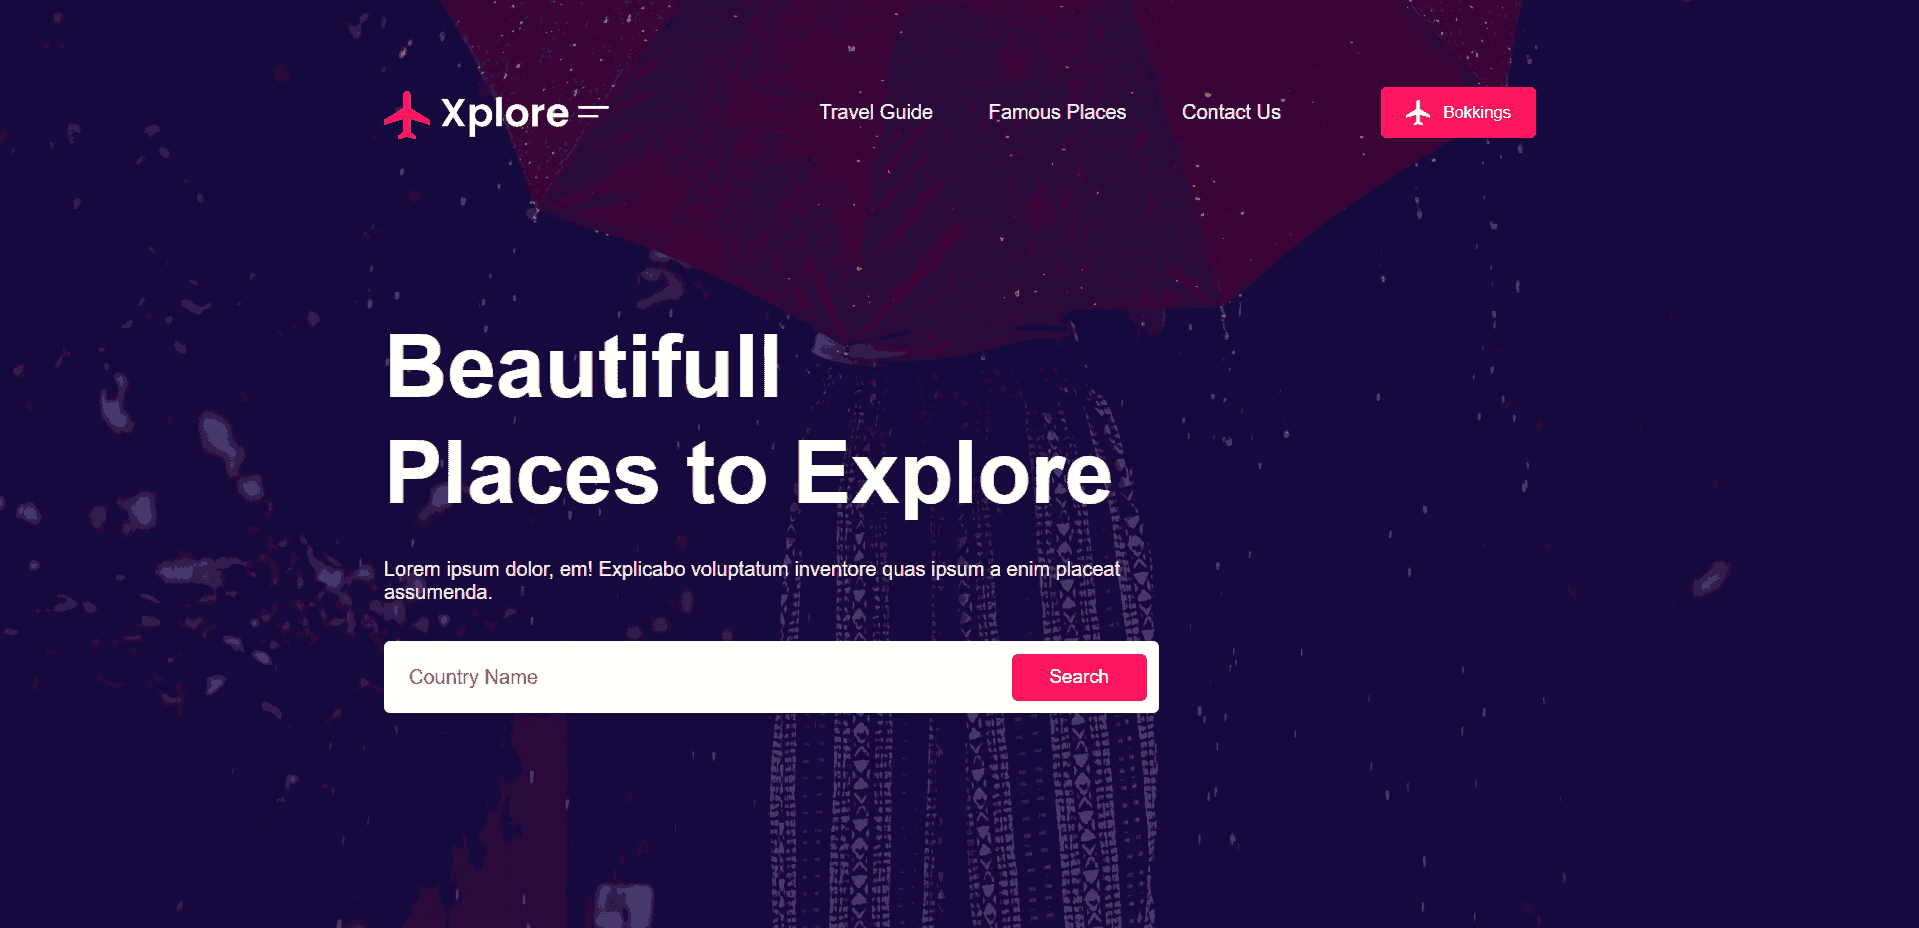 Xplore
Travel Guide
Famous Places
Contact Us
Bokkings
Beautifull
Places to Explore
Lorem ipsum dolor, em! Explicabo voluptatum inventore quas ipsum a enim placeat
assumenda.
Country Name
Search